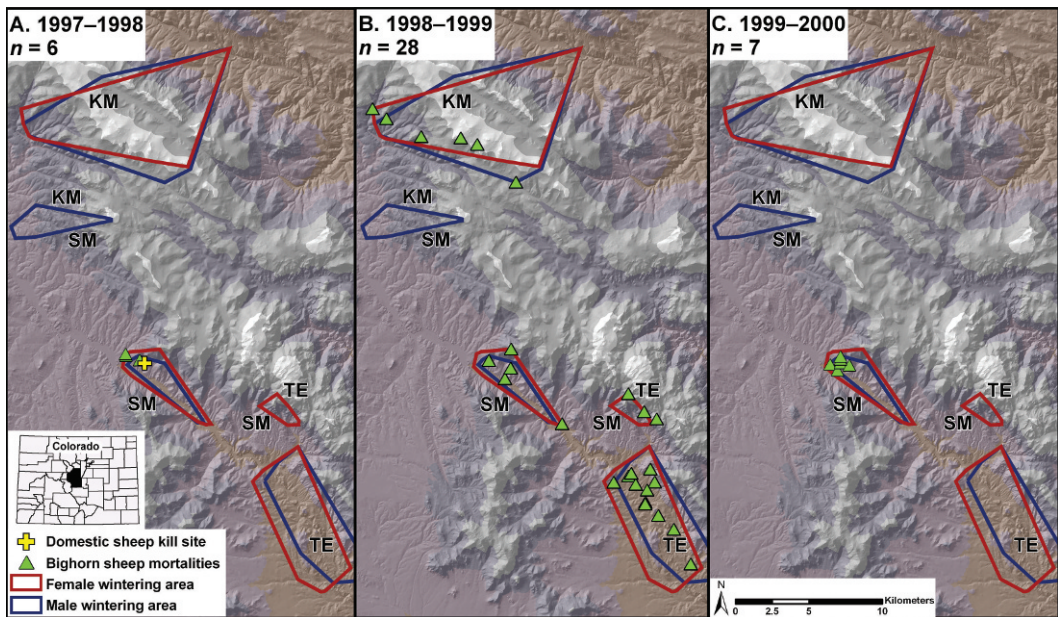 A. 1997–1998
n = 6
KM
KM
SM
SM
TE
SM
TE
Colorado
Domestic sheep kill site
Bighorn sheep mortalities
Female wintering area
Male wintering area
B. 1998–1999
n = 28
KM
KM
SM
SM
TE
SM
TE
C. 1999–2000
n = 7
KM
KM
SM
SM
TE
SM
TE
N
Kilometers
0 2.5 5 10